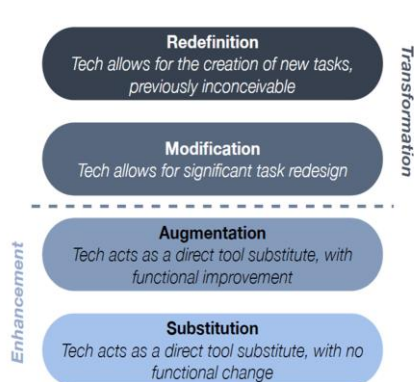 Redefinition
Tech allows for the creation of new tasks,
previously inconceivable
Transformation
Modification
Tech allows for significant task redesign
Augmentation
Tech acts as a direct tool substitute, with
functional improvement
Enhancement
Substitution
Tech acts as a direct tool substitute, with no
functional change